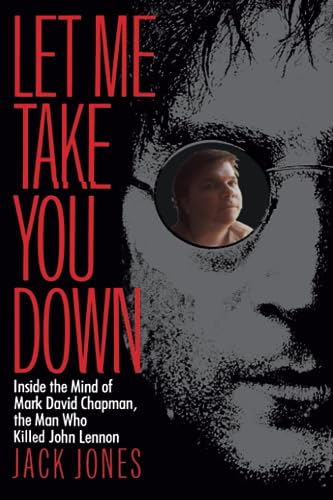 LET ME
TAKE
YOU
DOWN
Inside the Mind of
Mark David Chapman,
the Man Who
Killed John Lennon
JACK JONES